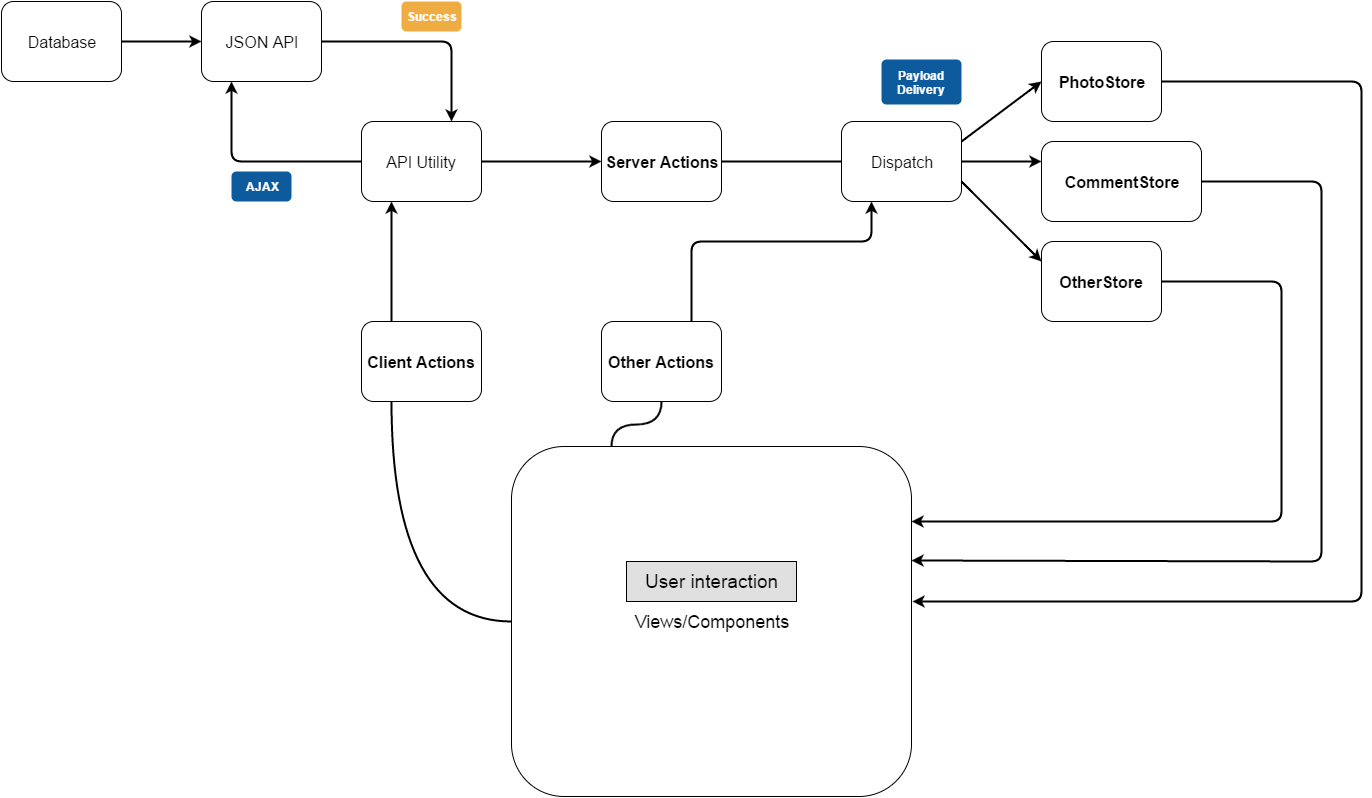 Success
Database
JSON API
Payload
Delivery
PhotoStore
API Utility
Server Actions
Dispatch
CommentStore
AJAX
OtherStore
Client Actions
Other Actions
User interaction
Views/Components